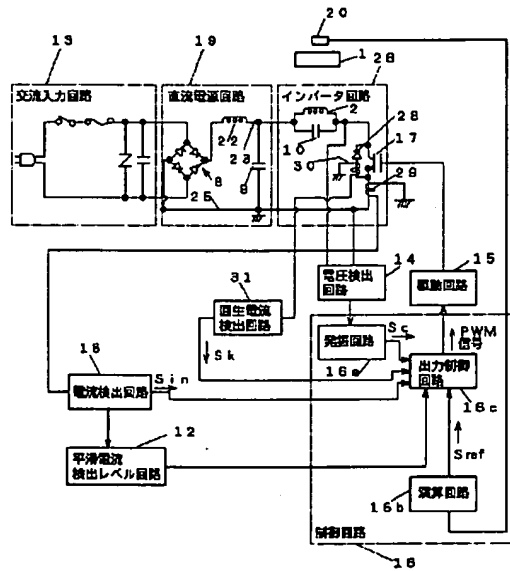 20
13
19
1
26
交流入力回路
直流電源回路
インバータ回路
2
28
22
23
10
17
30
29
8
9
25
31
14
15
電圧検出
回路
駆動回路
回生電流
検出回路
Sk
発振回路
Sc
PWM
信号
16a
出力制御
回路
16c
18
電流検出回路
Sin
12
平滑電流
検出レベル回路
Sref
演算回路
16b
制御回路
16